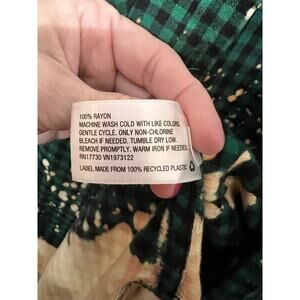 100% RAYON
MACHINE WASH COLD WITH LIKE COLORS.
GENTLE CYCLE. ONLY NON-CHLORINE
BLEACH IF NEEDED. TUMBLE DRY LOW.
REMOVE PROMPTLY. WARM IRON IF NEEDED.
RN17730 VN1973122
LABEL MADE FROM 100% RECYCLED PLASTIC